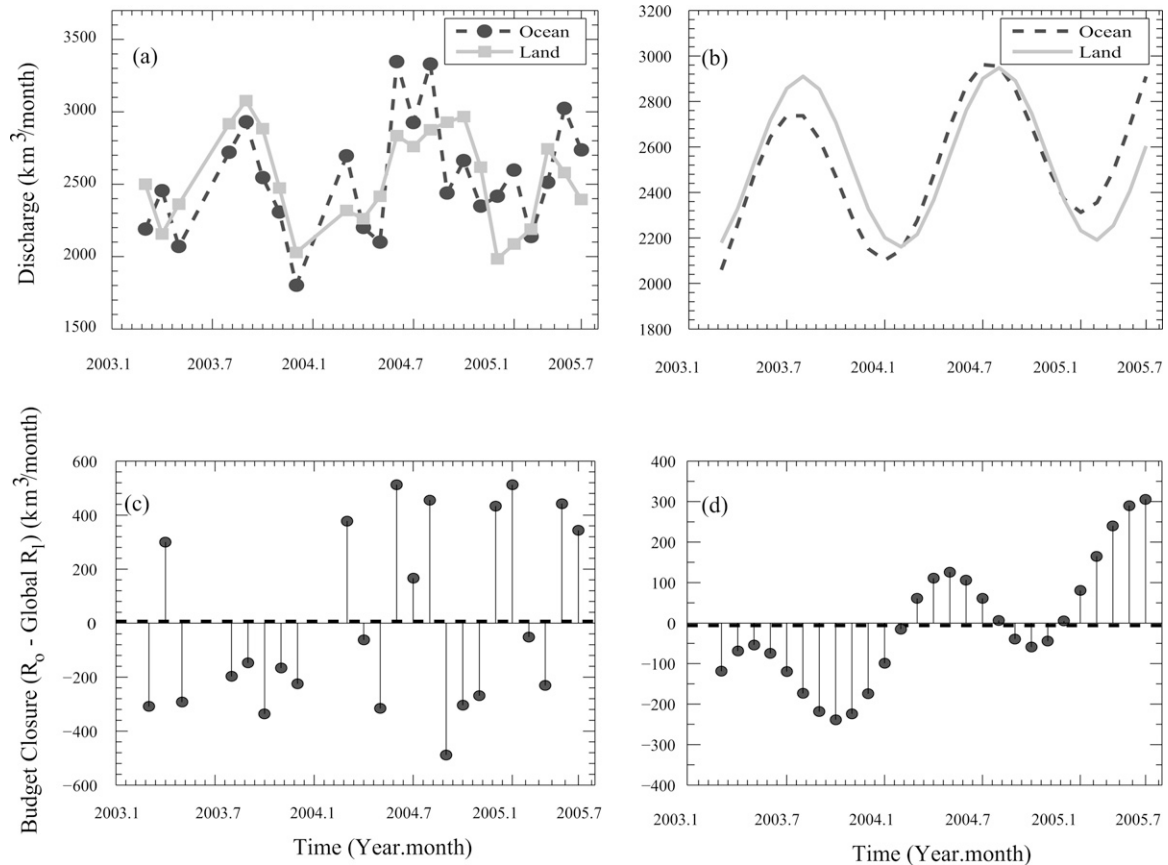 Ocean
Land
(a)
3500
3000
2500
2000
1500
2003.1 2003.7 2004.1 2004.7 2005.1 2005.7
Discharge (km³/month)
Ocean
Land
(b)
3200
3000
2800
2600
2400
2200
2000
1800
2003.1 2003.7 2004.1 2004.7 2005.1 2005.7
(c)
600
400
200
0
−200
−400
−600
2003.1 2003.7 2004.1 2004.7 2005.1 2005.7
Budget Closure (Rₒ - Global Rₗ) (km³/month)
Time (Year.month)
(d)
400
300
200
100
0
−100
−200
−300
−400
2003.1 2003.7 2004.1 2004.7 2005.1 2005.7
Time (Year.month)